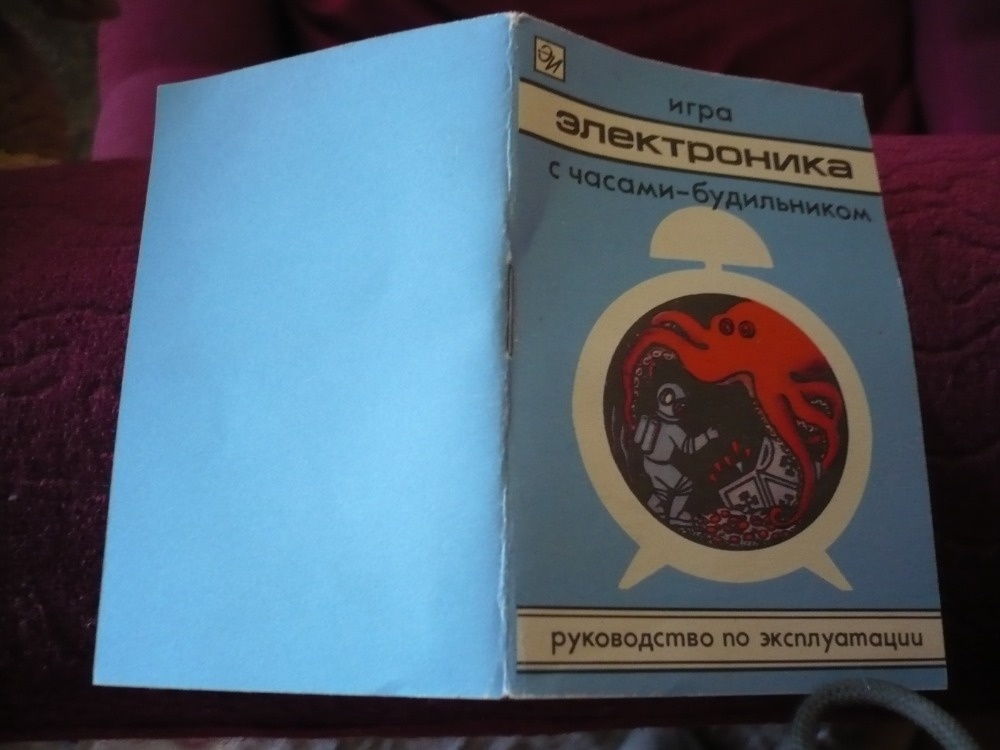 ЭИ
игра
электроника
с часами-будильником
руководство по эксплуатации